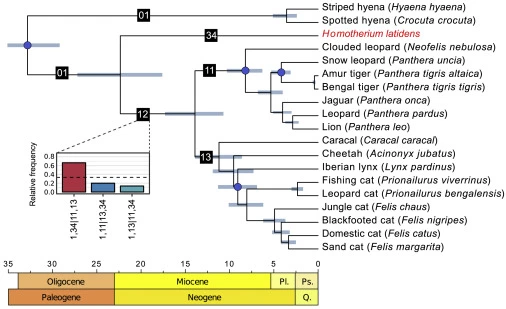 Striped hyena (Hyaena hyaena)
01
Spotted hyena (Crocuta crocuta)
34
Homotherium latidens
Clouded leopard (Neofelis nebulosa)
Snow leopard (Panthera uncia)
01
11
Amur tiger (Panthera tigris altaica)
Bengal tiger (Panthera tigris tigris)
Jaguar (Panthera onca)
12
Leopard (Panthera pardus)
Lion (Panthera leo)
Caracal (Caracal caracal)
13
Cheetah (Acinonyx jubatus)
Iberian lynx (Lynx pardinus)
Fishing cat (Prionailurus viverrinus)
Leopard cat (Prionailurus bengalensis)
Jungle cat (Felis chaus)
Blackfooted cat (Felis nigripes)
Domestic cat (Felis catus)
Sand cat (Felis margarita)
Relative frequency
0.8
0.6
0.4
0.2
0.0
1,34|11,13
1,11|13,34
1,13|11,34
35 30 25 20 15 10 5 0
Oligocene Miocene Pl. Ps.
Paleogene Neogene Q.